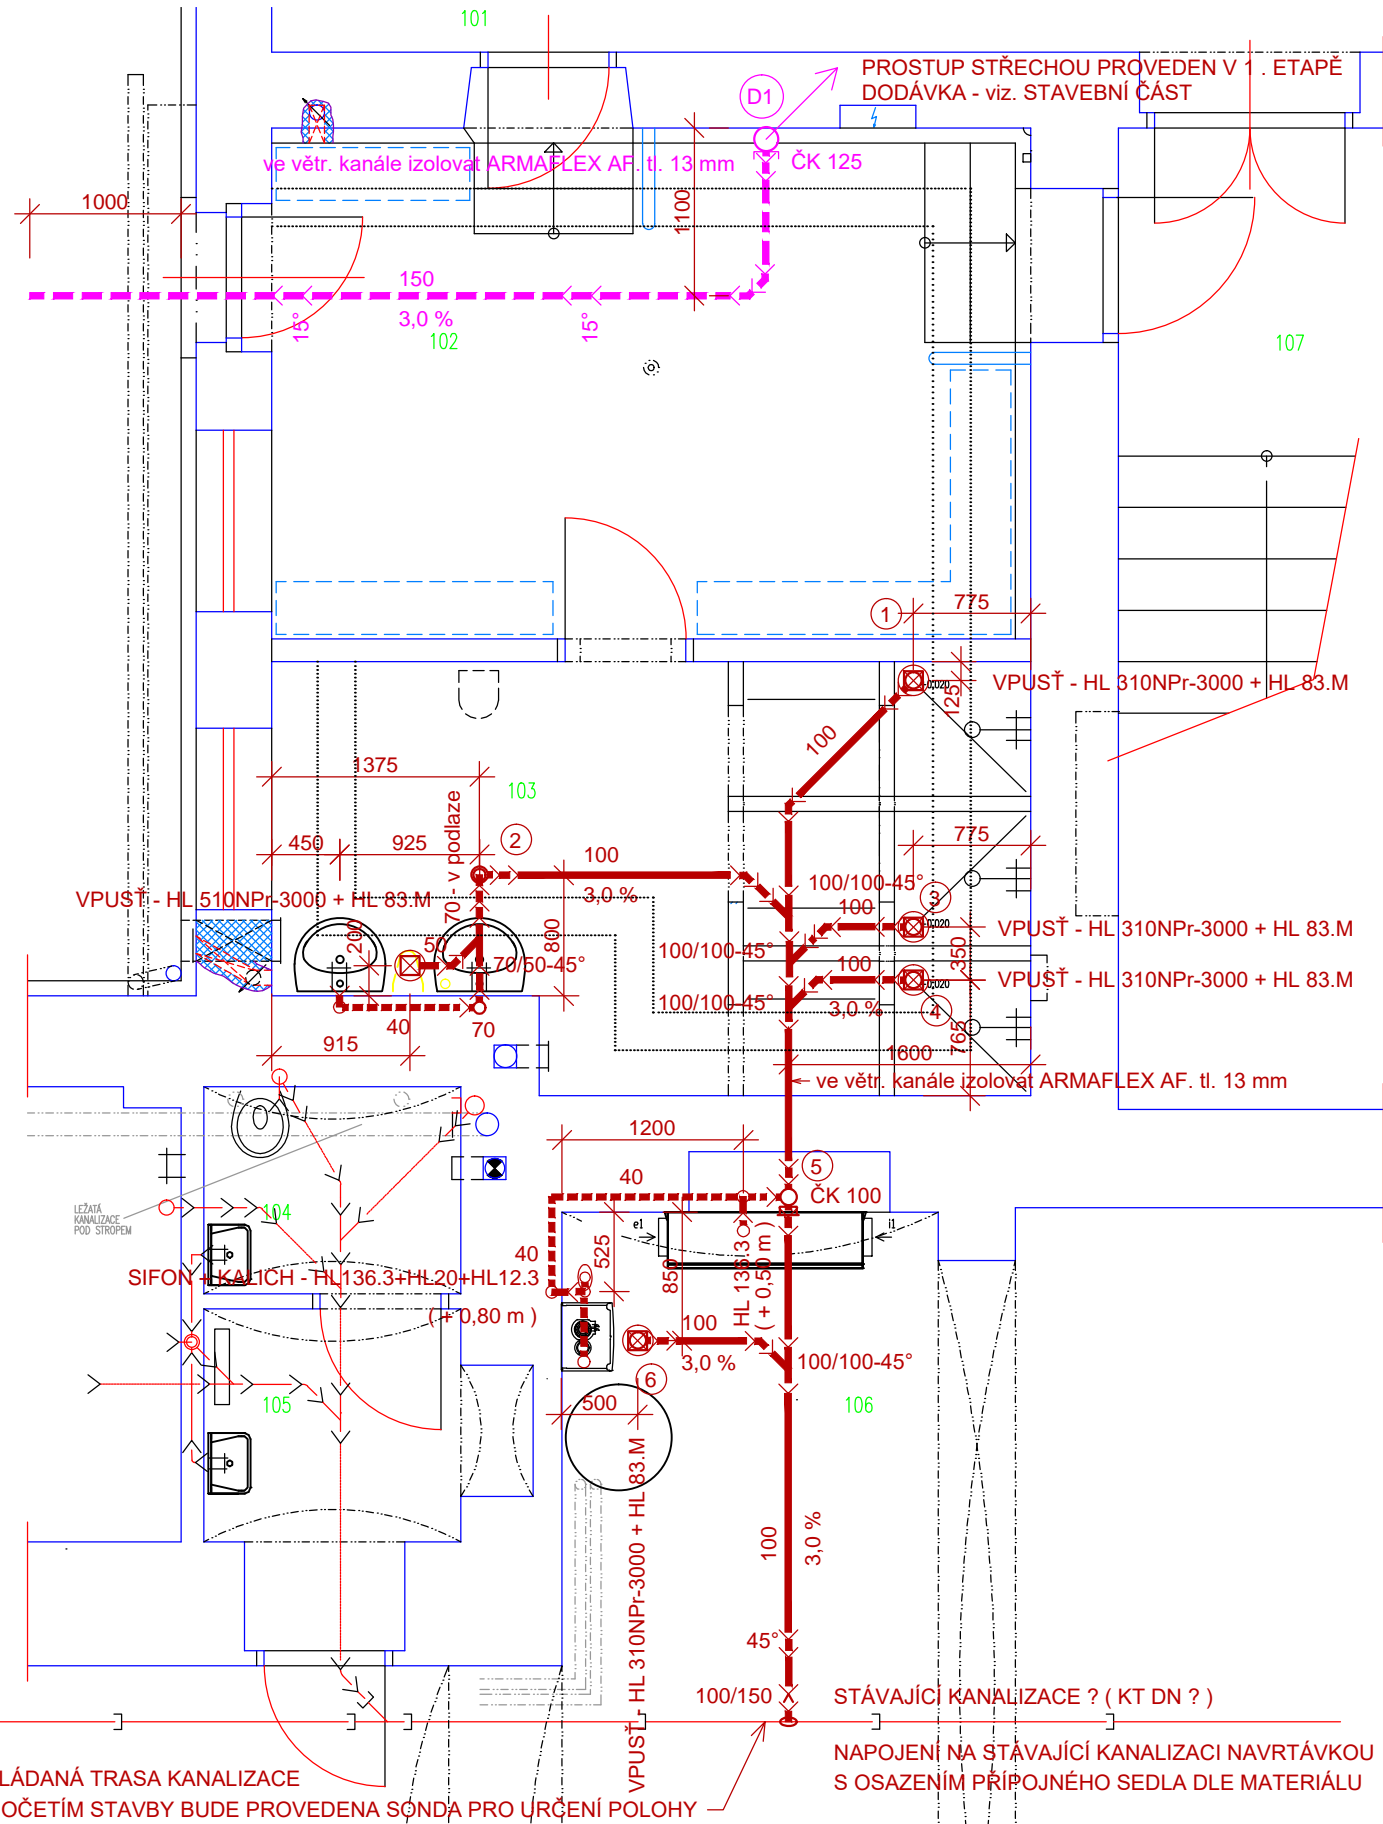 101
PROSTUP STŘECHOU PROVEDEN V 1 . ETAPĚ
DODÁVKA - viz. STAVEBNÍ ČÁST
D1
ve větr. kanále izolovat ARMAFLEX AF. tl. 13 mm
ČK 125
1000
1100
150
3,0 %
15°
15°
102
107
1
775
VPUSŤ - HL 310NPr-3000 + HL 83.M
-0,020
125
100
1375
103
450
925
70 - v podlaze
2
100
3,0 %
775
100/100-45°
3
100
VPUSŤ - HL 510NPr-3000 + HL 83.M
-0,020
VPUSŤ - HL 310NPr-3000 + HL 83.M
200
50
70/50-45°
800
100/100-45°
350
100
VPUSŤ - HL 310NPr-3000 + HL 83.M
-0,020
100/100-45°
3,0 %
4
40
70
765
915
1600
ve větr. kanále izolovat ARMAFLEX AF. tl. 13 mm
1200
5
40
ČK 100
LEŽATÁ
KANALIZACE
POD STROPEM
104
e1
i1
40
525
850
HL 136.3
( + 0,50 m )
SIFON + KALICH - HL136.3+HL20+HL12.3
( + 0,80 m )
100
3,0 %
100/100-45°
6
500
105
106
VPUSŤ - HL 310NPr-3000 + HL 83.M
100
3,0 %
45°
100/150
STÁVAJÍCÍ KANALIZACE ? ( KT DN ? )
NAPOJENÍ NA STÁVAJÍCÍ KANALIZACI NAVRTÁVKOU
S OSAZENÍM PŘÍPOJNÉHO SEDLA DLE MATERIÁLU
LÁDANÁ TRASA KANALIZACE
OČETÍM STAVBY BUDE PROVEDENA SONDA PRO URČENÍ POLOHY